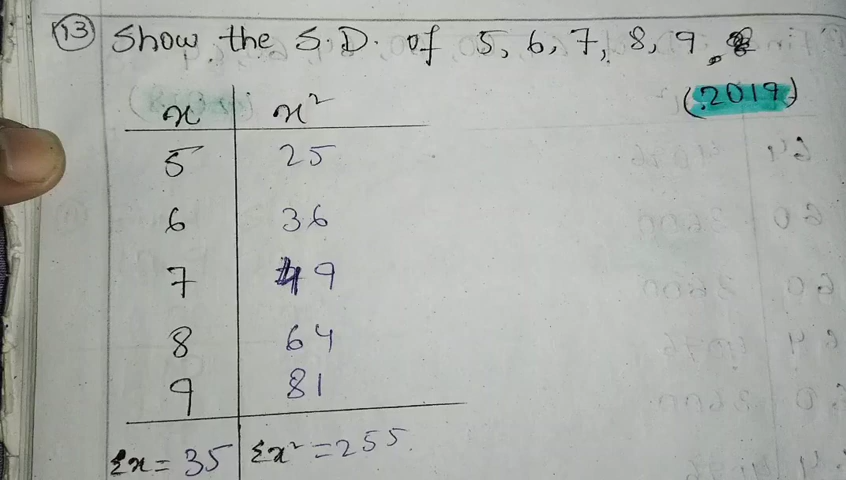 13 Show the S.D. of 5, 6, 7, 8, 9.
(2019)
x x²
5 25
6 36
7 49
8 64
9 81
Σx = 35 Σx² = 255